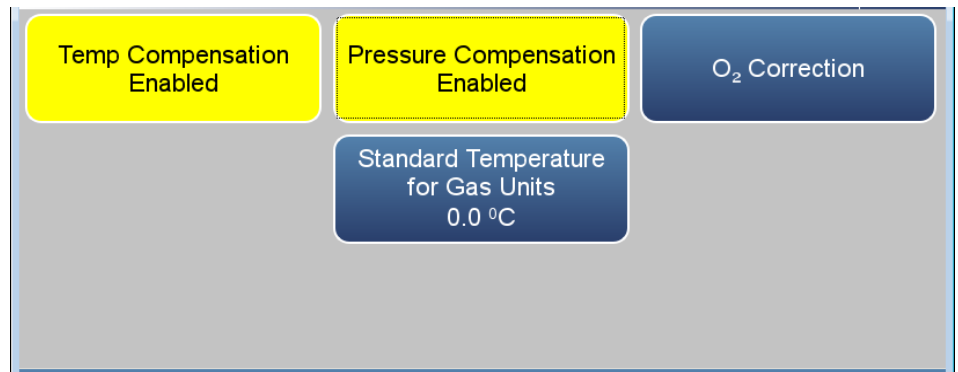 Temp Compensation
Enabled
Pressure Compensation
Enabled
O₂ Correction
Standard Temperature
for Gas Units
0.0 ⁰C